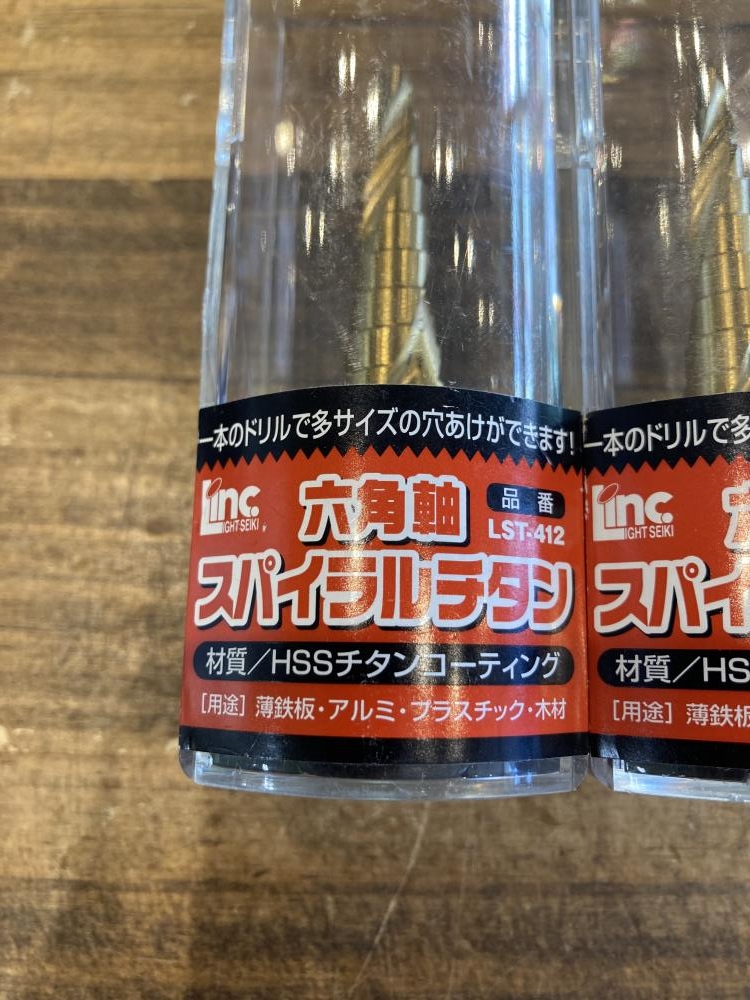 一本のドリルで多サイズの穴あけができます!
Linc.
LIGHT SEIKI
六角軸
品番
LST-412
スパイラルチタン
材質／HSSチタンコーティング
［用途］薄鉄板・アルミ・プラスチック・木材
一本のドリルで多
Linc.
LIGHT SEIKI
スパイ
材質／HS
［用途］薄鉄板